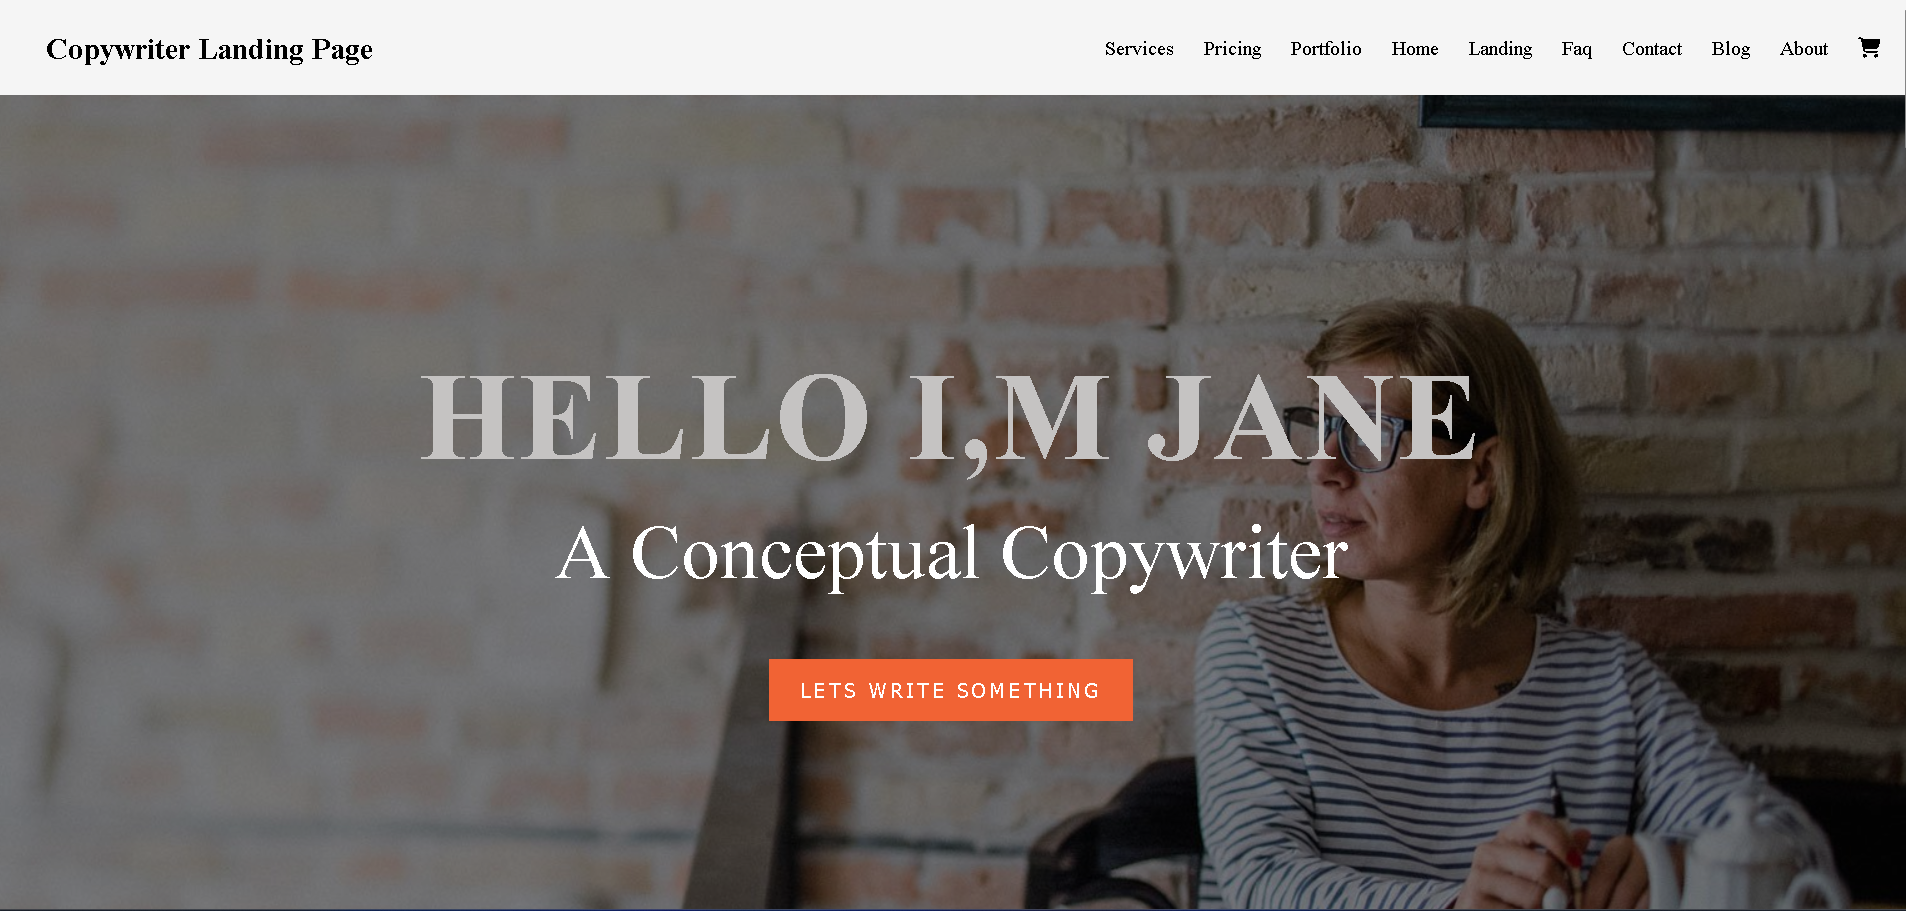 Copywriter Landing Page
Services Pricing Portfolio Home Landing Faq Contact Blog About
HELLO I,M JANE
A Conceptual Copywriter
LETS WRITE SOMETHING